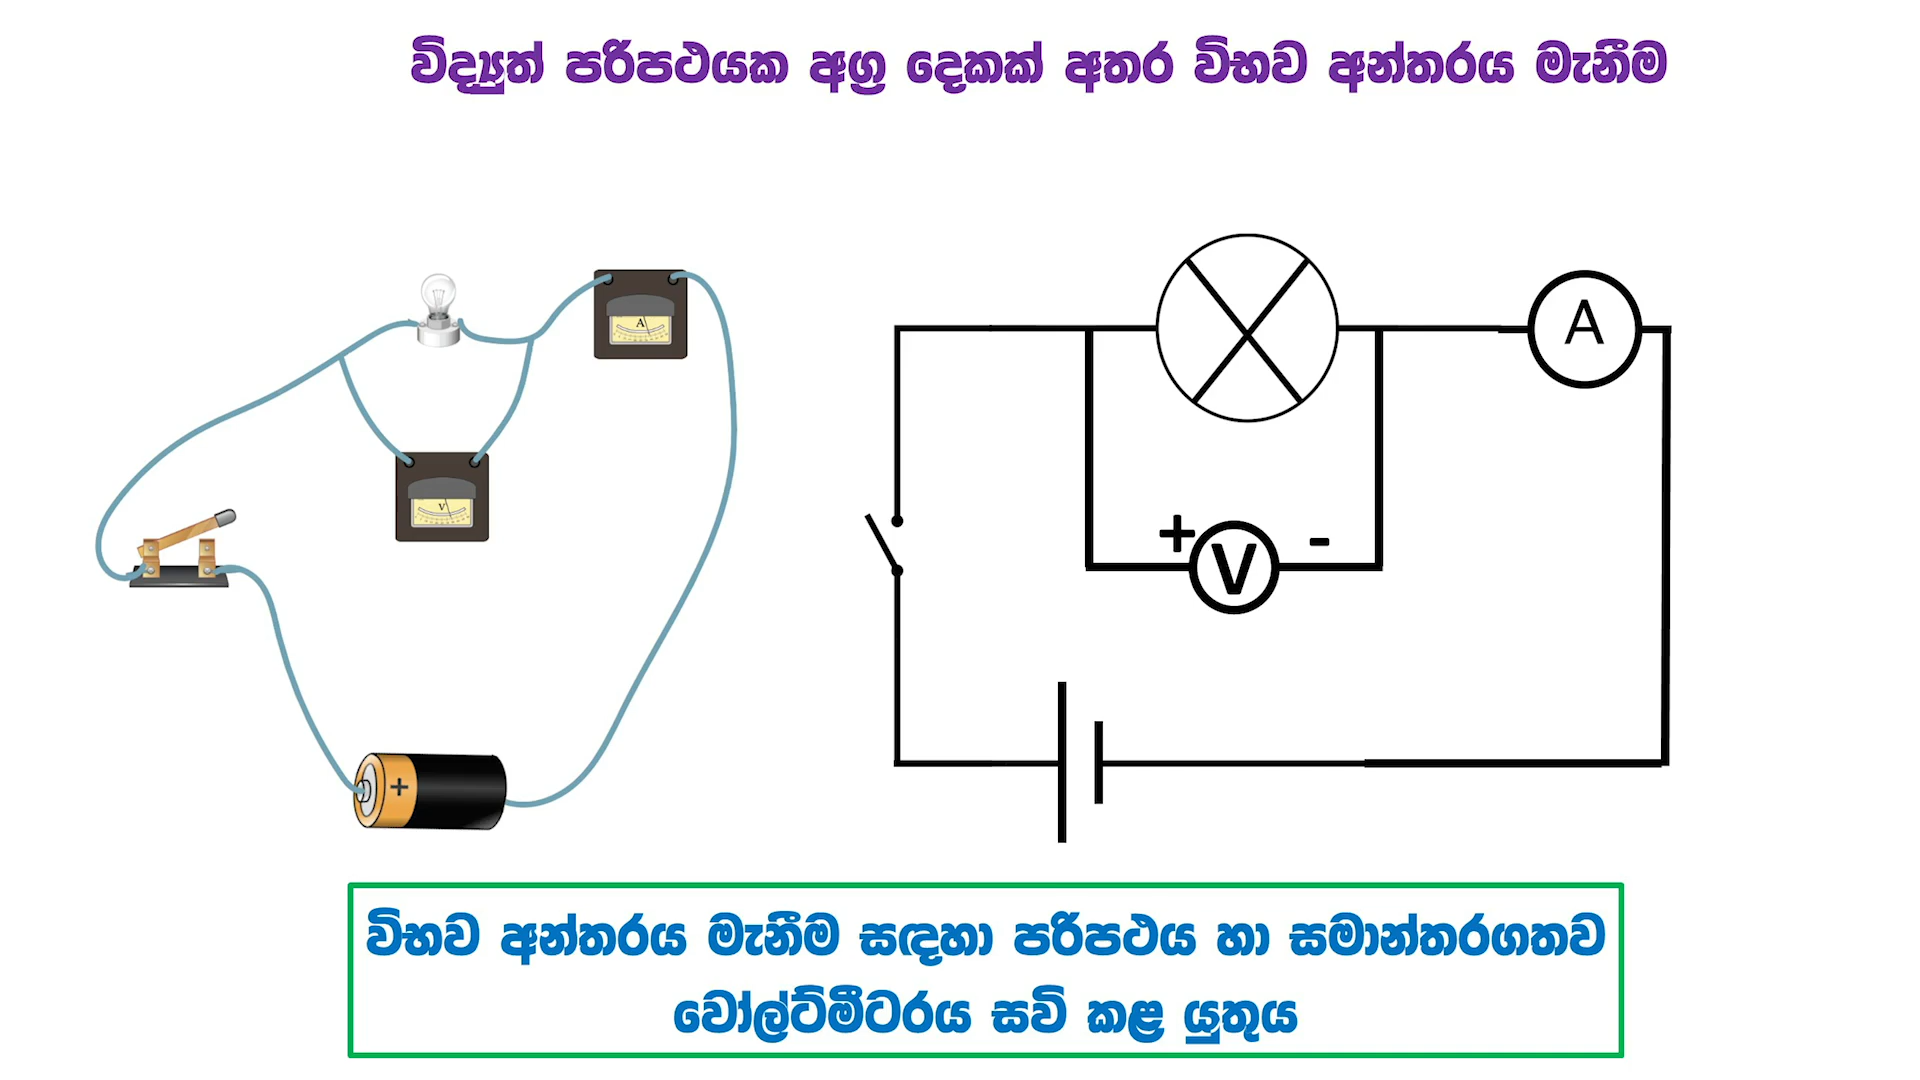 විද්‍යුත් පරිපථයක අග්‍ර දෙකක් අතර විභව අන්තරය මැනීම
A
A
V
+ V -
+
විභව අන්තරය මැනීම සඳහා පරිපථය හා සමාන්තරගතව
වෝල්ට්මීටරය සවි කළ යුතුය